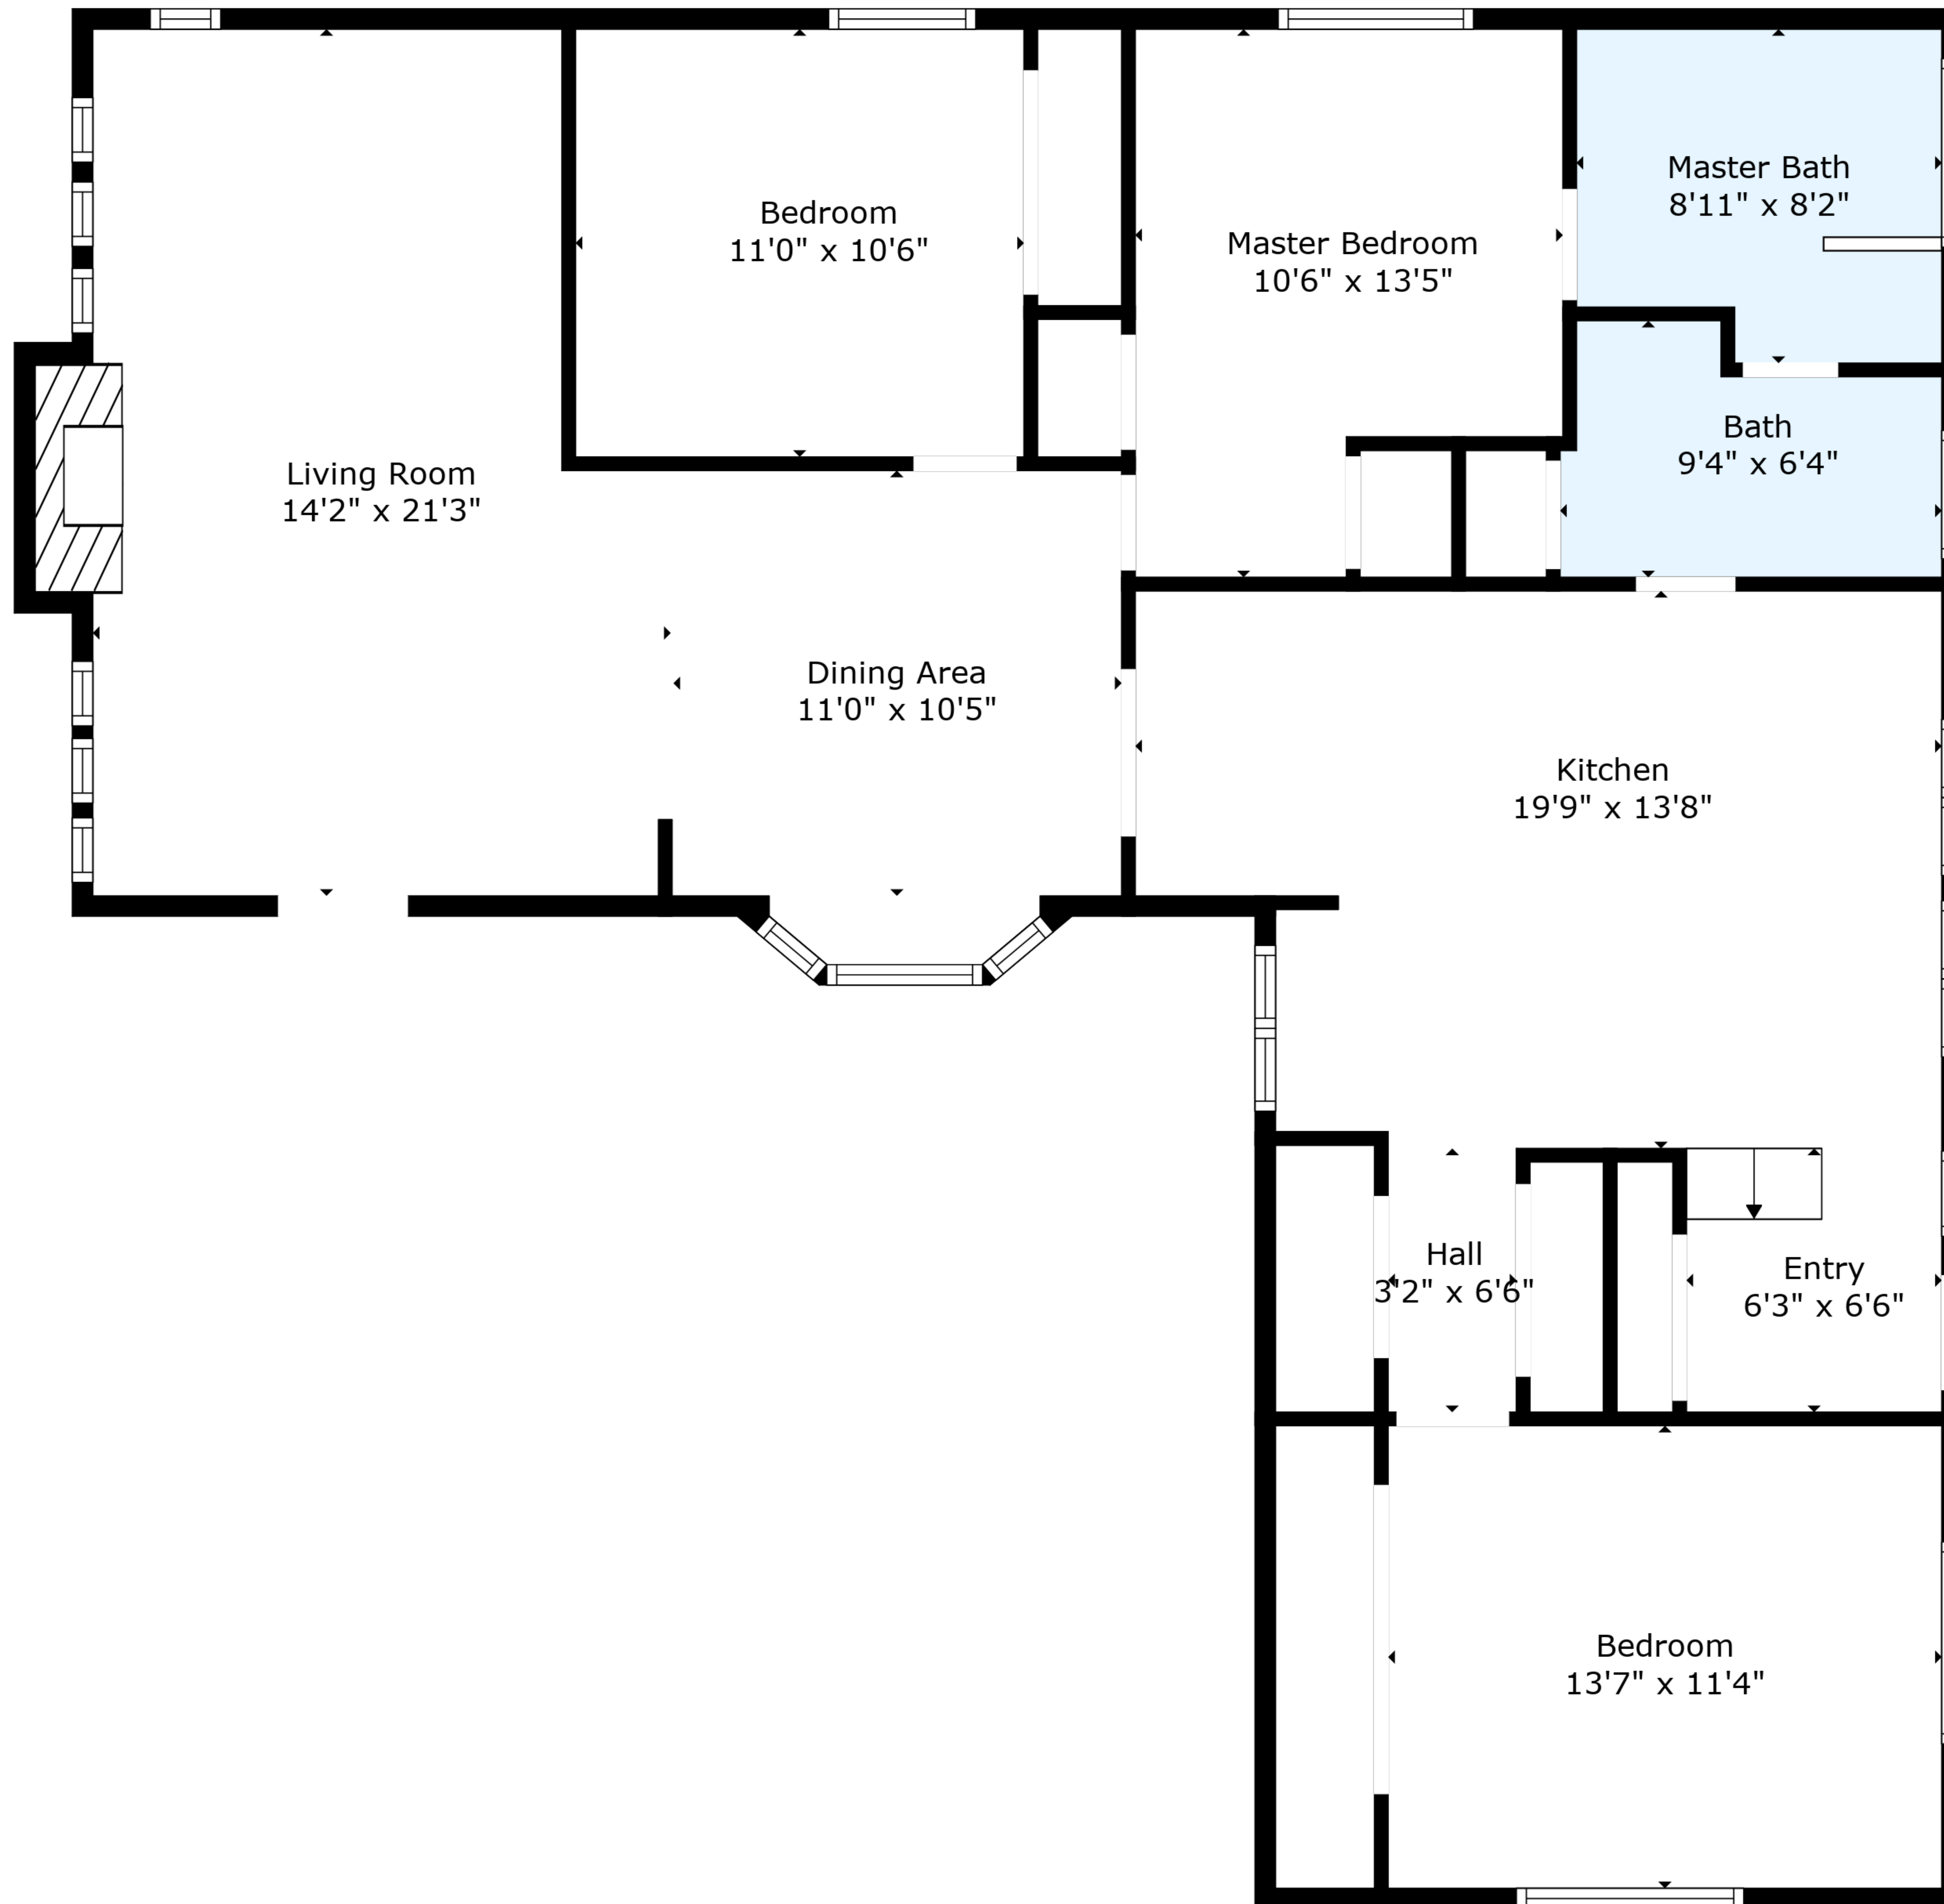 Master Bath
8'11" x 8'2"
Bedroom
11'0" x 10'6"
Master Bedroom
10'6" x 13'5"
Bath
9'4" x 6'4"
Living Room
14'2" x 21'3"
Dining Area
11'0" x 10'5"
Kitchen
19'9" x 13'8"
Hall
3'2" x 6'6"
Entry
6'3" x 6'6"
Bedroom
13'7" x 11'4"